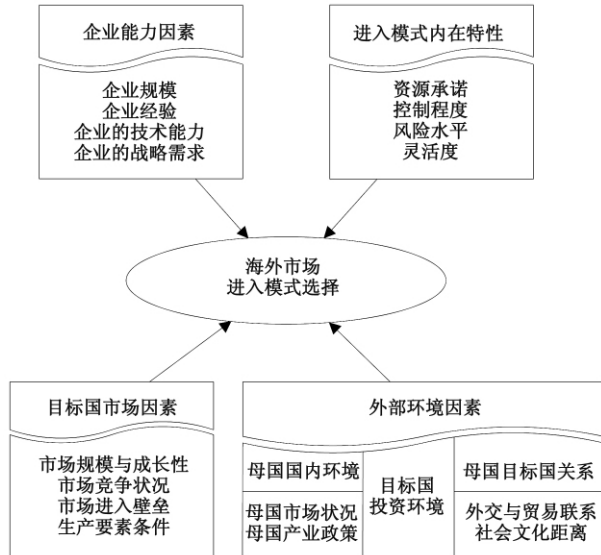 企业能力因素
企业规模
企业经验
企业的技术能力
企业的战略需求
进入模式内在特性
资源承诺
控制程度
风险水平
灵活度
海外市场
进入模式选择
目标国市场因素
市场规模与成长性
市场竞争状况
市场进入壁垒
生产要素条件
外部环境因素
母国国内环境
母国市场状况
母国产业政策
目标国
投资环境
母国目标国关系
外交与贸易联系
社会文化距离